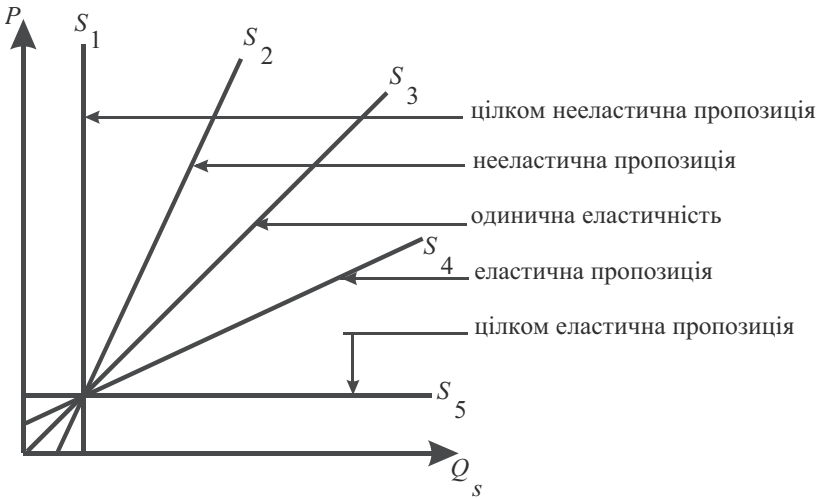 P
S1
S2
S3
цілком нееластична пропозиція
нееластична пропозиція
одинична еластичність
S4
еластична пропозиція
цілком еластична пропозиція
S5
Qs